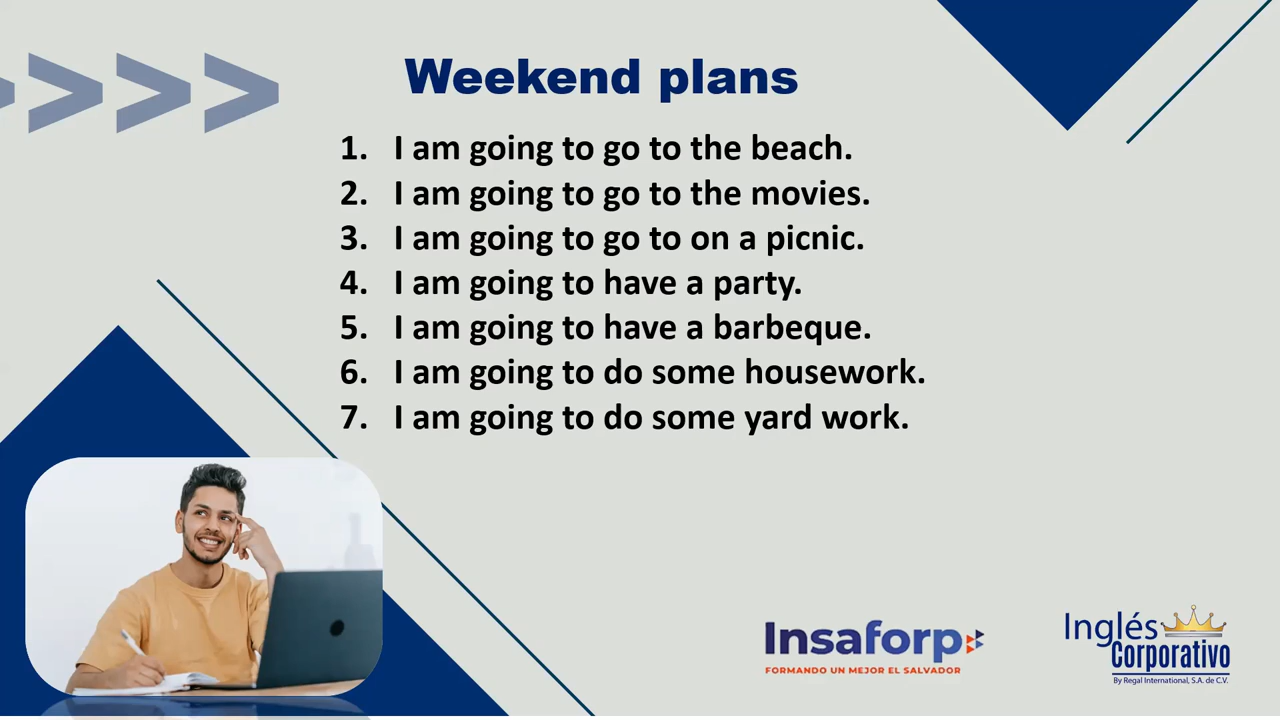 Weekend plans
1. I am going to go to the beach.
2. I am going to go to the movies.
3. I am going to go to on a picnic.
4. I am going to have a party.
5. I am going to have a barbeque.
6. I am going to do some housework.
7. I am going to do some yard work.
Insaforp
FORMANDO UN MEJOR EL SALVADOR
Inglés
Corporativo
By Regal International, S.A. de C.V.